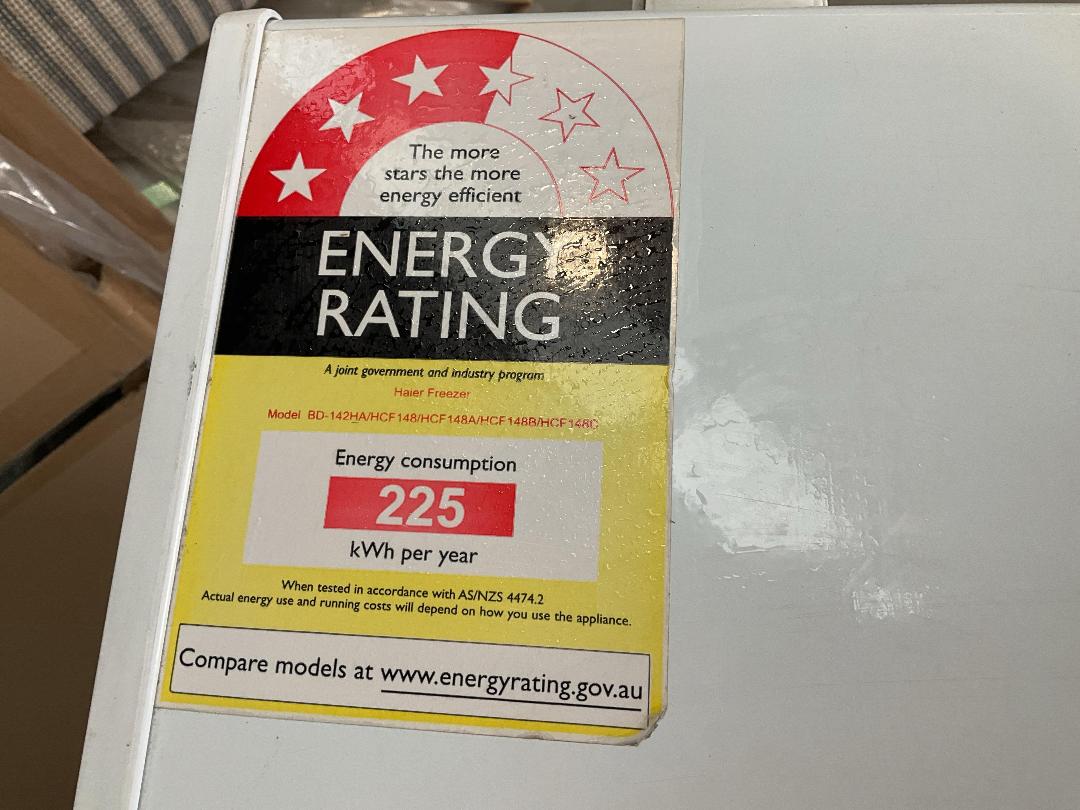 The more
stars the more
energy efficient
ENERGY
RATING
A joint government and industry program
Haier Freezer
Model BD-142HA/HCF148/HCF148A/HCF148B/HCF148C
Energy consumption
225
kWh per year
When tested in accordance with AS/NZS 4474.2
Actual energy use and running costs will depend on how you use the appliance.
Compare models at www.energyrating.gov.au